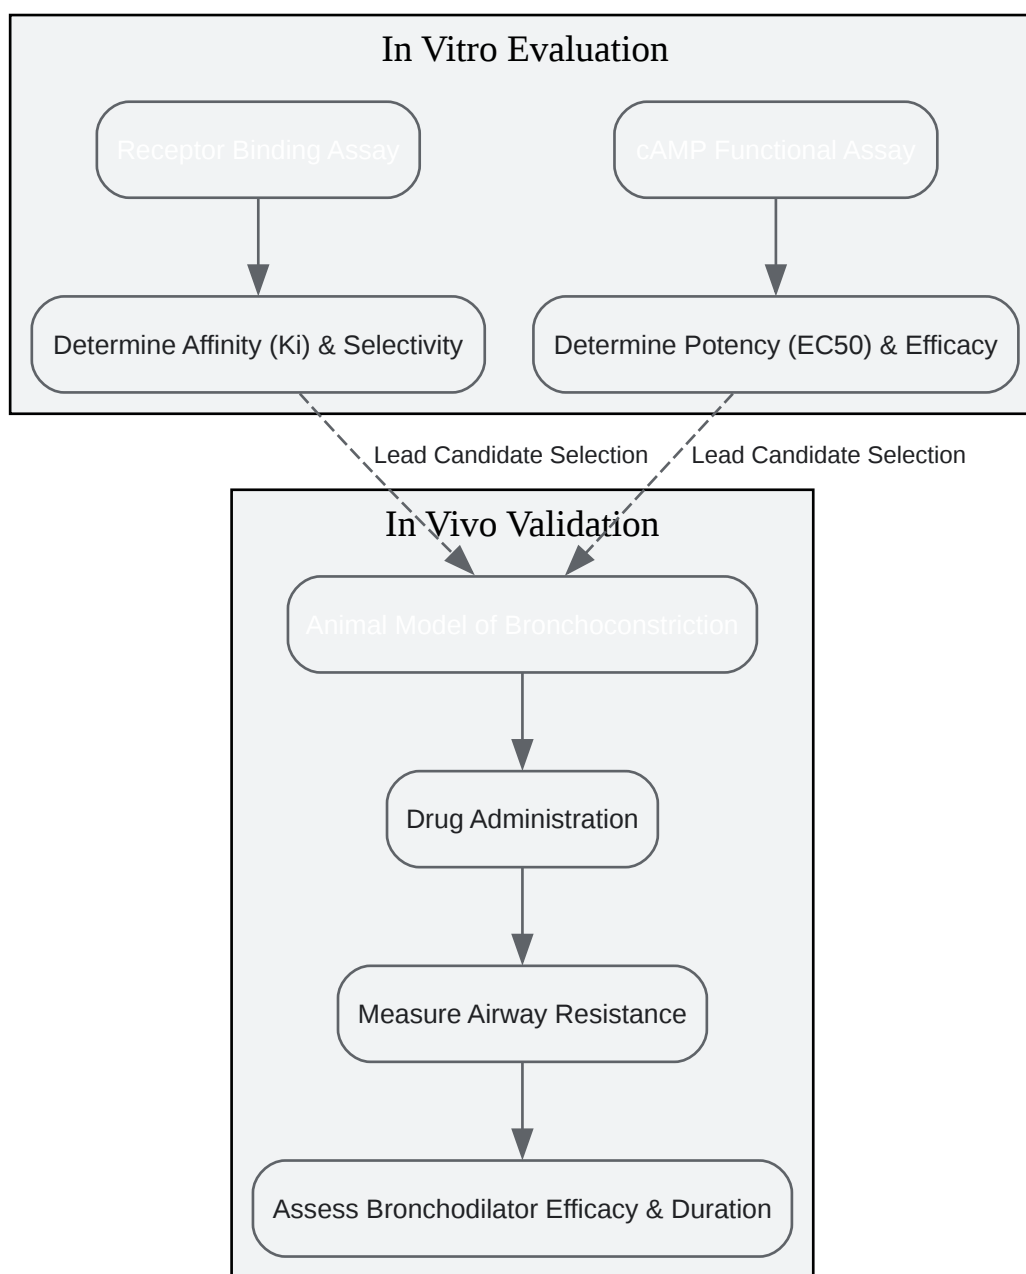 In Vitro Evaluation
Receptor Binding Assay
cAMP Functional Assay
Determine Affinity (Ki) & Selectivity
Determine Potency (EC50) & Efficacy
Lead Candidate Selection
Lead Candidate Selection
In Vivo Validation
Animal Model of Bronchoconstriction
Drug Administration
Measure Airway Resistance
Assess Bronchodilator Efficacy & Duration